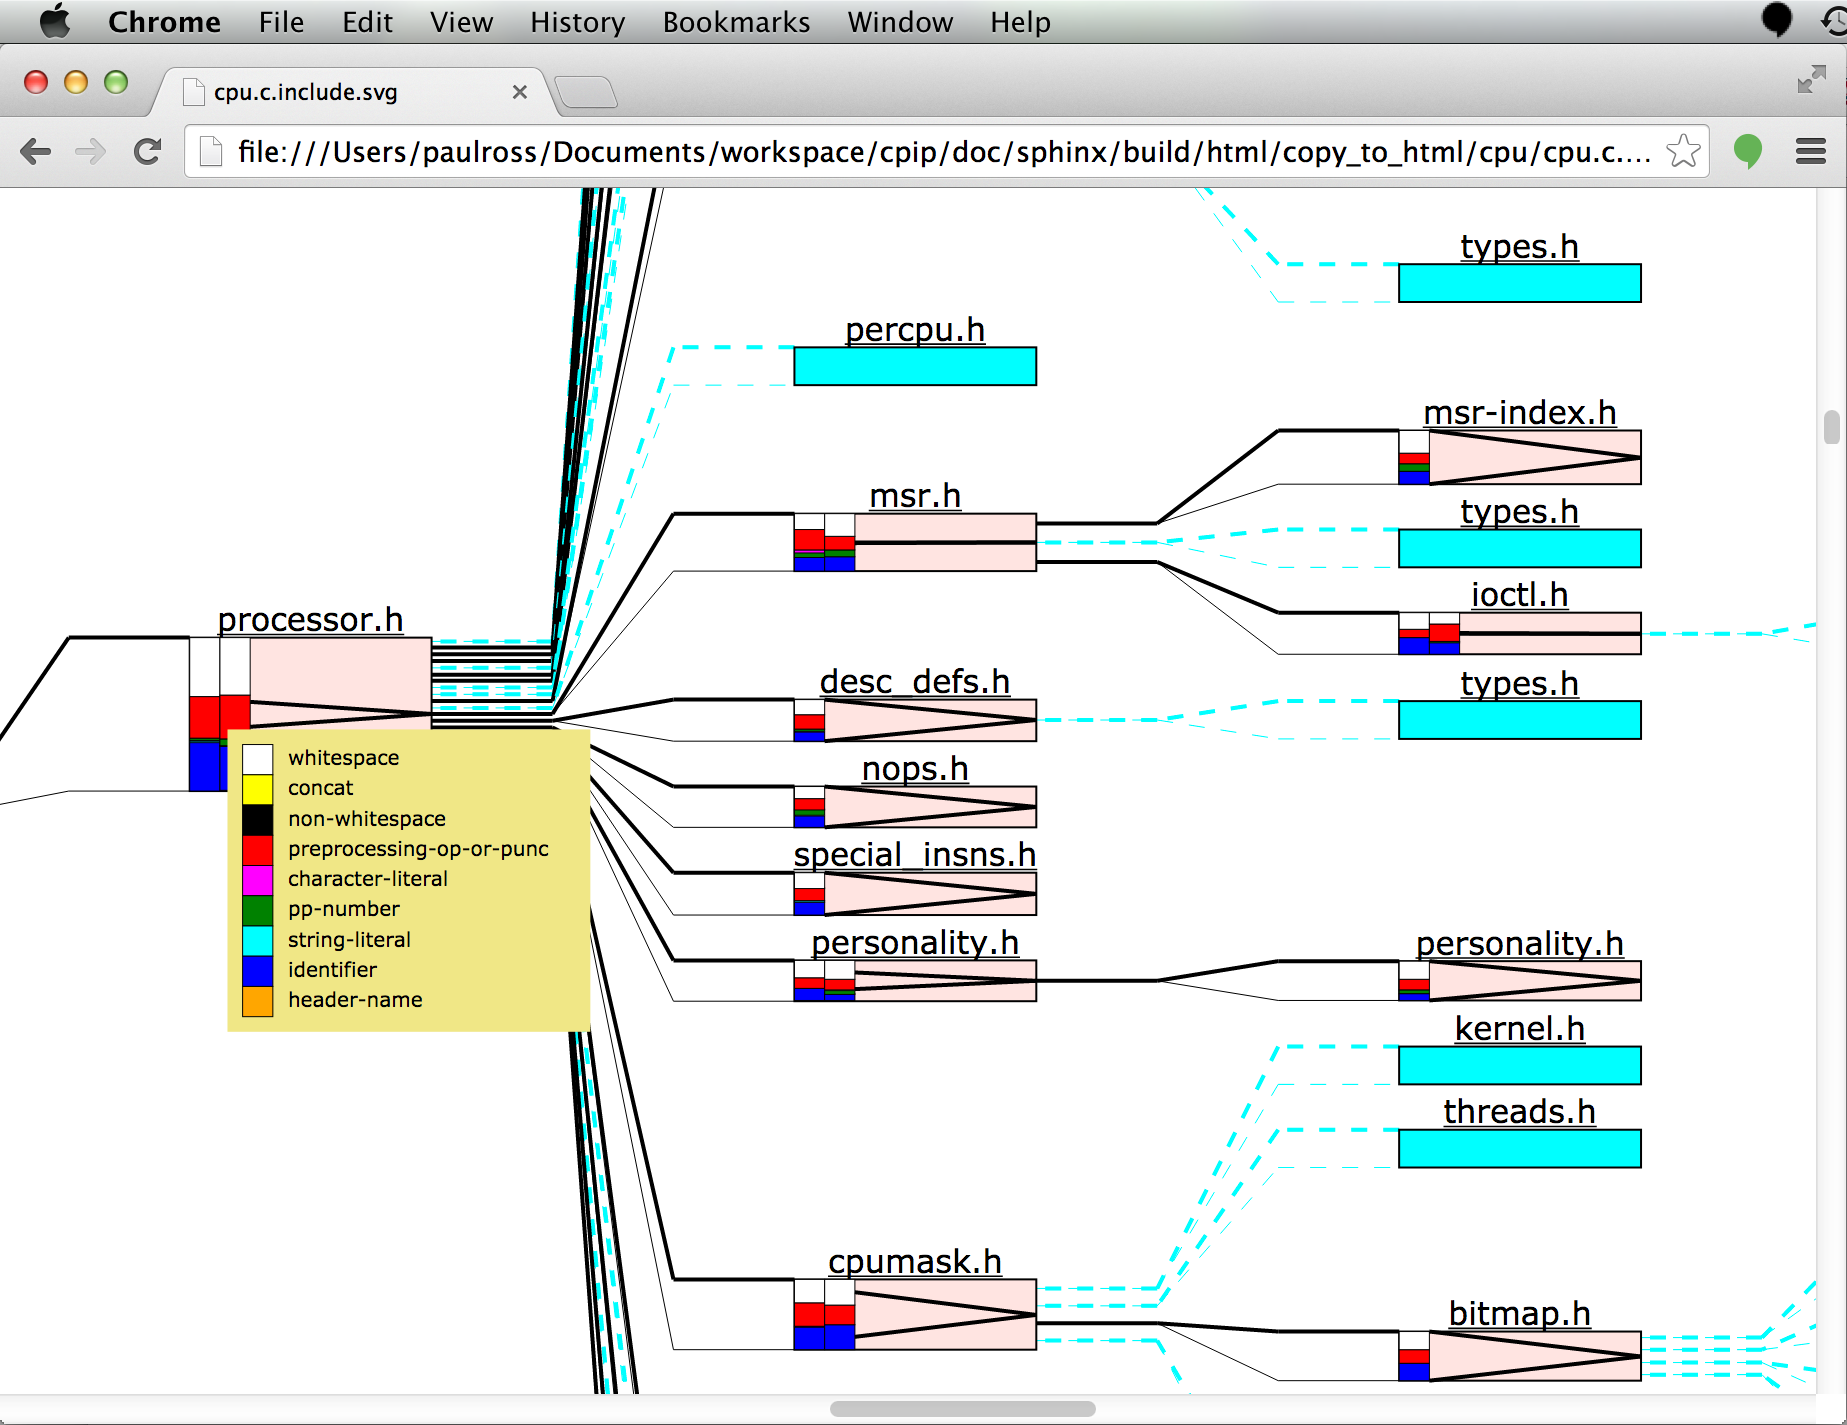 Chrome File Edit View History Bookmarks Window Help
cpu.c.include.svg
file:///Users/paulross/Documents/workspace/cpip/doc/sphinx/build/html/copy_to_html/cpu/cpu.c....
types.h
percpu.h
msr-index.h
msr.h
types.h
ioctl.h
processor.h
desc_defs.h
types.h
whitespace
concat
non-whitespace
preprocessing-op-or-punc
character-literal
pp-number
string-literal
identifier
header-name
nops.h
special_insns.h
personality.h
personality.h
kernel.h
threads.h
cpumask.h
bitmap.h